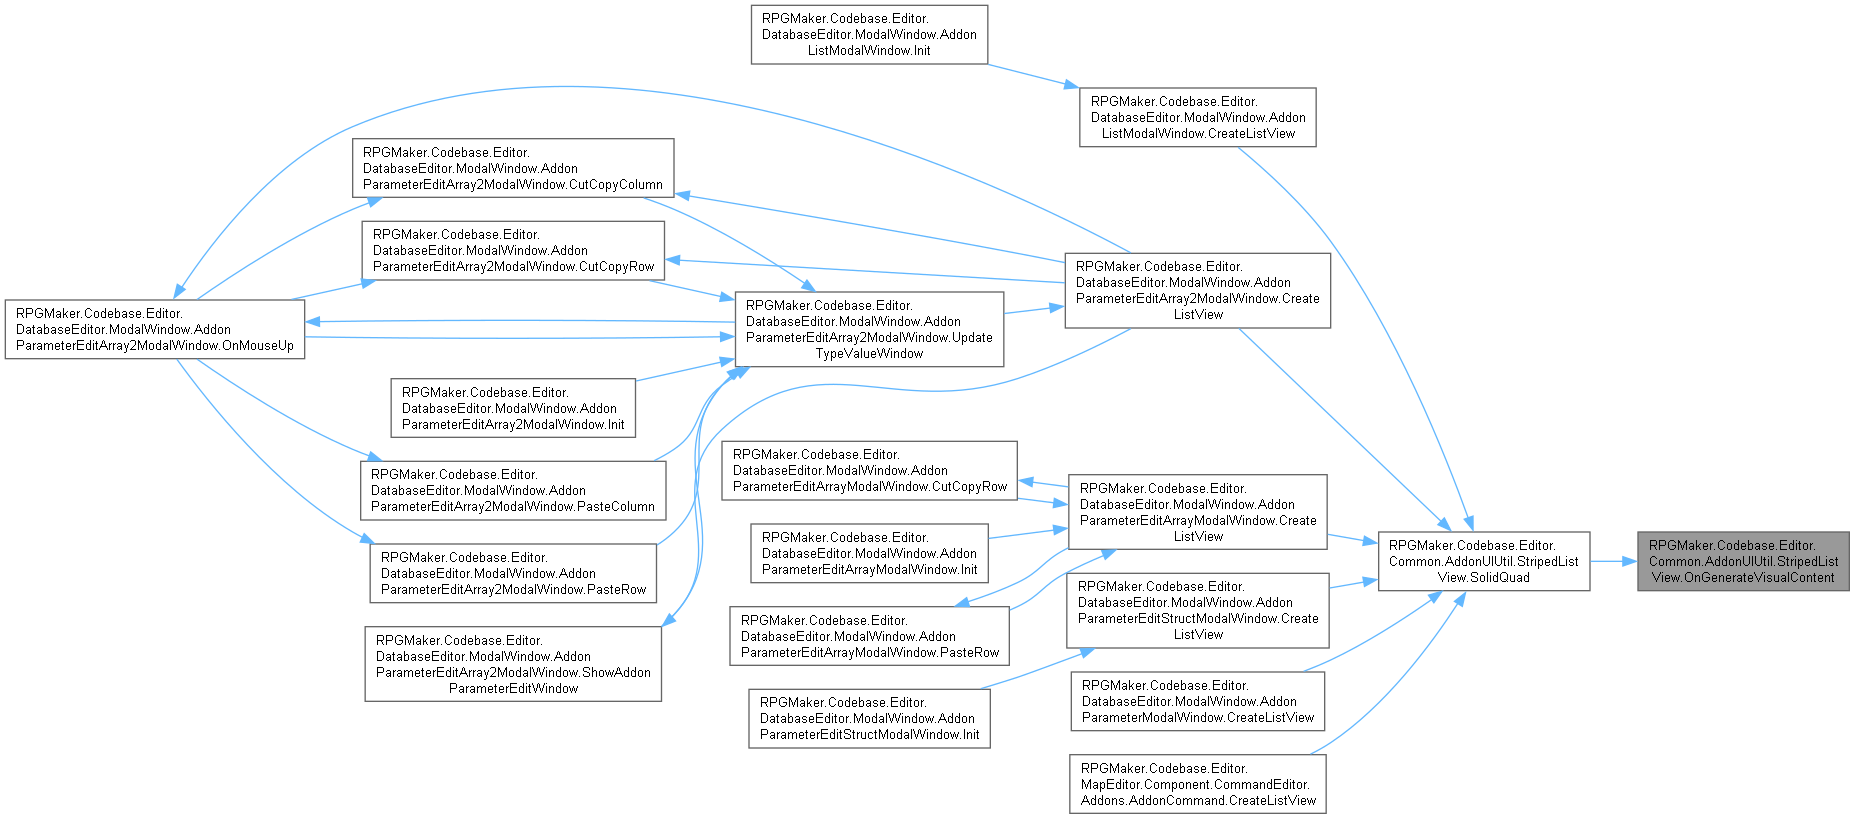 RPGMaker.Codebase.Editor.
DatabaseEditor.ModalWindow.Addon
ListModalWindow.Init
RPGMaker.Codebase.Editor.
DatabaseEditor.ModalWindow.Addon
ListModalWindow.CreateListView
RPGMaker.Codebase.Editor.
DatabaseEditor.ModalWindow.Addon
ParameterEditArray2ModalWindow.CutCopyColumn
RPGMaker.Codebase.Editor.
DatabaseEditor.ModalWindow.Addon
ParameterEditArray2ModalWindow.CutCopyRow
RPGMaker.Codebase.Editor.
DatabaseEditor.ModalWindow.Addon
ParameterEditArray2ModalWindow.Create
ListView
RPGMaker.Codebase.Editor.
DatabaseEditor.ModalWindow.Addon
ParameterEditArray2ModalWindow.OnMouseUp
RPGMaker.Codebase.Editor.
DatabaseEditor.ModalWindow.Addon
ParameterEditArray2ModalWindow.Update
TypeValueWindow
RPGMaker.Codebase.Editor.
DatabaseEditor.ModalWindow.Addon
ParameterEditArray2ModalWindow.Init
RPGMaker.Codebase.Editor.
DatabaseEditor.ModalWindow.Addon
ParameterEditArray2ModalWindow.PasteColumn
RPGMaker.Codebase.Editor.
DatabaseEditor.ModalWindow.Addon
ParameterEditArrayModalWindow.CutCopyRow
RPGMaker.Codebase.Editor.
DatabaseEditor.ModalWindow.Addon
ParameterEditArrayModalWindow.Create
ListView
RPGMaker.Codebase.Editor.
DatabaseEditor.ModalWindow.Addon
ParameterEditArrayModalWindow.Init
RPGMaker.Codebase.Editor.
Common.AddonUIUtil.StripedList
View.SolidQuad
RPGMaker.Codebase.Editor.
Common.AddonUIUtil.StripedList
View.OnGenerateVisualContent
RPGMaker.Codebase.Editor.
DatabaseEditor.ModalWindow.Addon
ParameterEditArray2ModalWindow.PasteRow
RPGMaker.Codebase.Editor.
DatabaseEditor.ModalWindow.Addon
ParameterEditStructModalWindow.Create
ListView
RPGMaker.Codebase.Editor.
DatabaseEditor.ModalWindow.Addon
ParameterEditArrayModalWindow.PasteRow
RPGMaker.Codebase.Editor.
DatabaseEditor.ModalWindow.Addon
ParameterEditArray2ModalWindow.ShowAddon
ParameterEditWindow
RPGMaker.Codebase.Editor.
DatabaseEditor.ModalWindow.Addon
ParameterModalWindow.CreateListView
RPGMaker.Codebase.Editor.
DatabaseEditor.ModalWindow.Addon
ParameterEditStructModalWindow.Init
RPGMaker.Codebase.Editor.
MapEditor.Component.CommandEditor.
Addons.AddonCommand.CreateListView